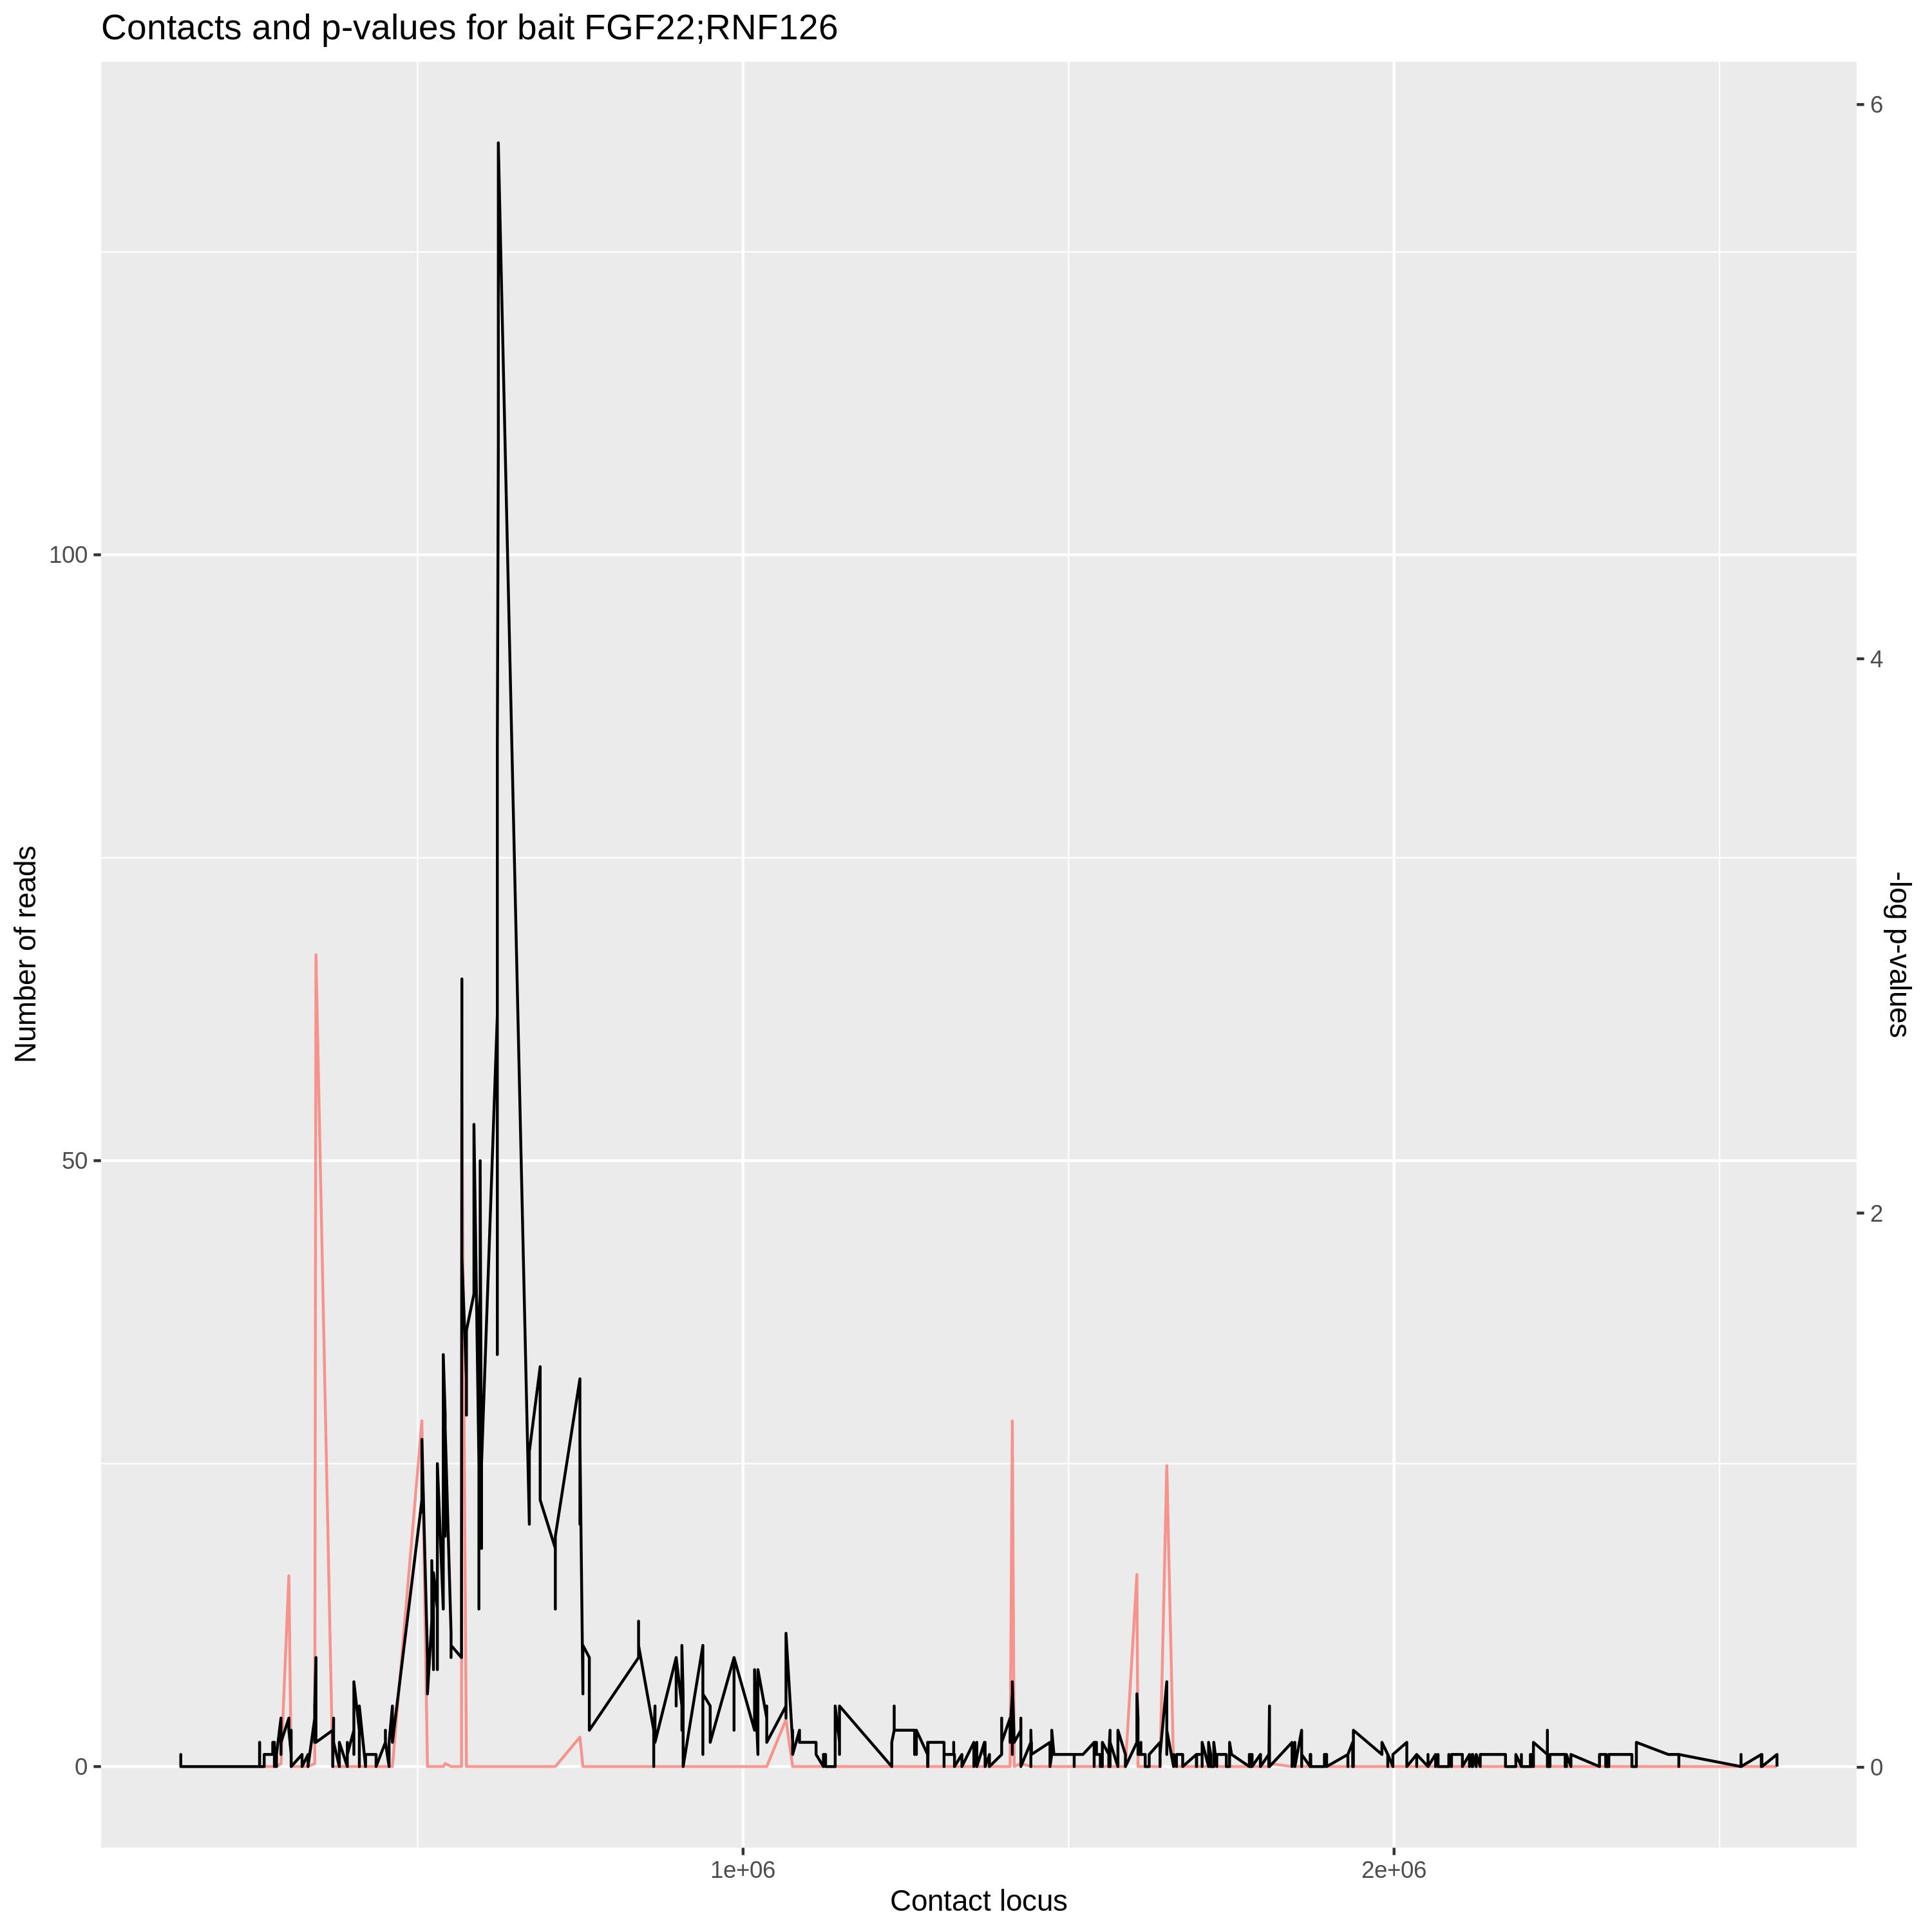 Contacts and p-values for bait FGF22;RNF126
6
100
4
Number of reads
-log p-values
50
2
0
0
1e+06
2e+06
Contact locus